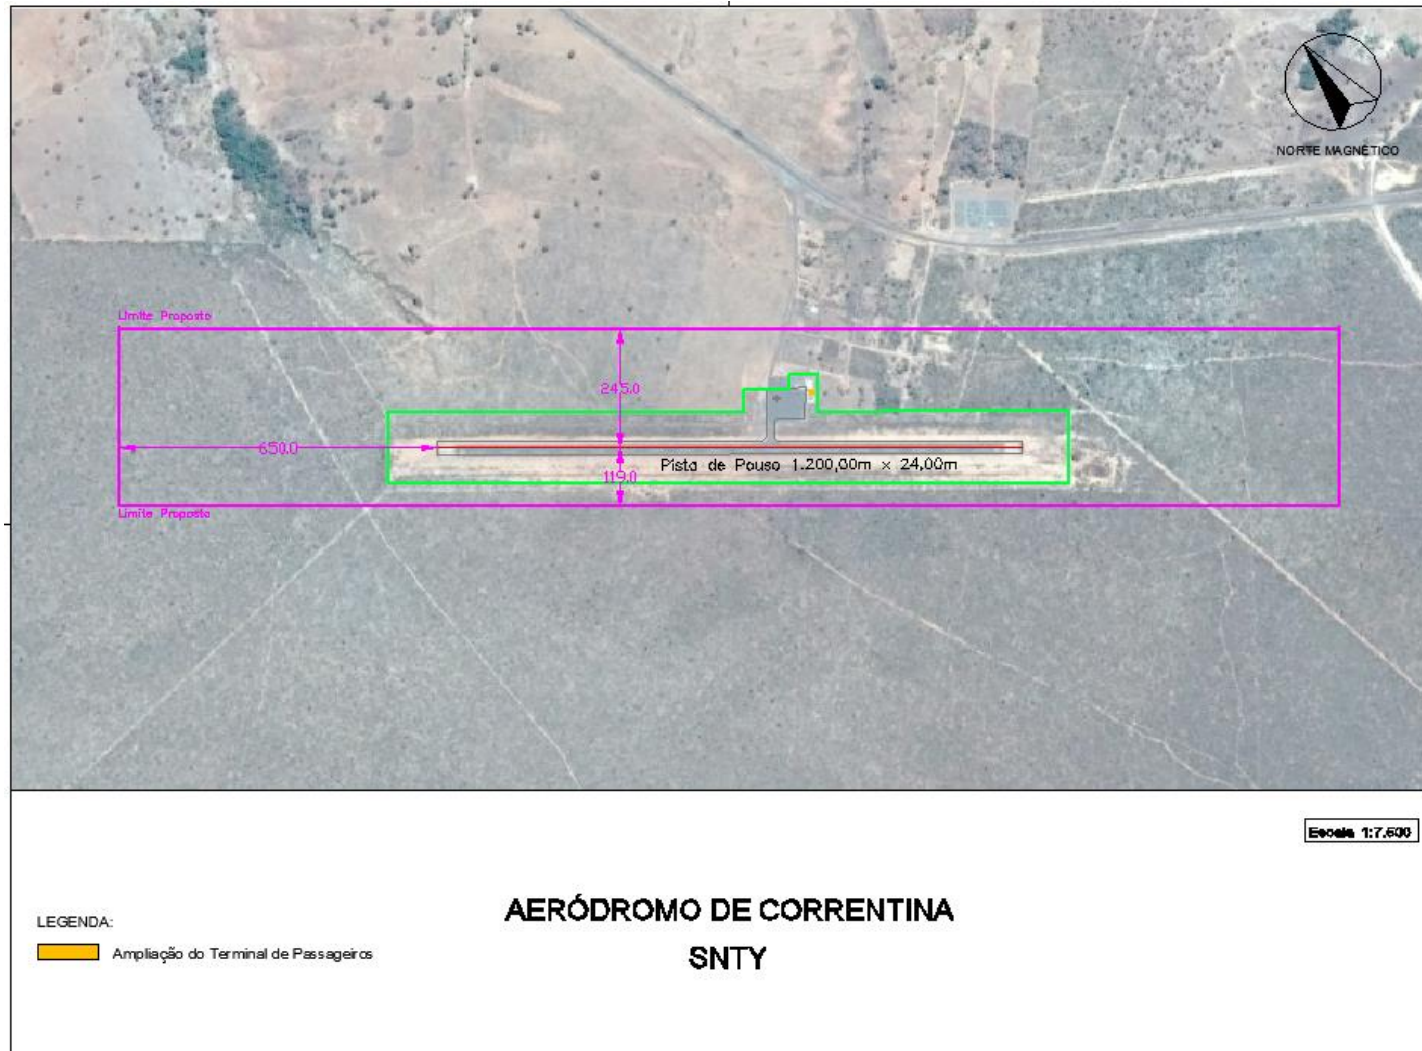 NORTE MAGNÉTICO
Limite Proposto
245.0
650.0
Pista de Pouso 1.200,00m x 24,00m
119.0
Limite Proposto
Escala 1:7.500
AERÓDROMO DE CORRENTINA
LEGENDA:
Ampliação do Terminal de Passageiros
SNTY